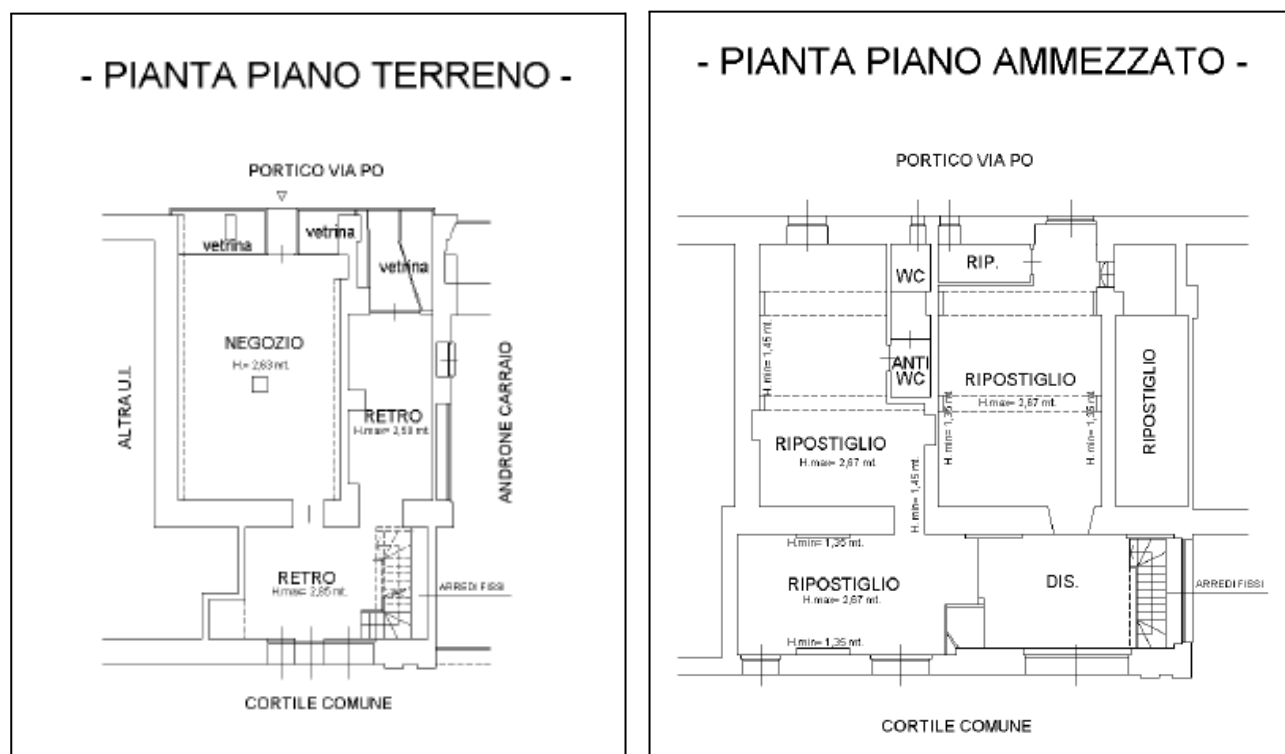 - PIANTA PIANO TERRENO -
PORTICO VIA PO
vetrina
vetrina
vetrina
NEGOZIO
H.= 2,63 mt.
ALTRA U.I.
RETRO
H.max= 2,59 mt.
ANDRONE CARRAIO
RETRO
H.max= 2,85 mt.
ARREDI FISSI
CORTILE COMUNE
- PIANTA PIANO AMMEZZATO -
PORTICO VIA PO
WC
RIP.
H.min= 1,45 mt.
ANTI
WC
RIPOSTIGLIO
H.max= 2,67 mt.
H.min= 1,35 mt.
H.min= 1,35 mt.
RIPOSTIGLIO
RIPOSTIGLIO
H.max= 2,67 mt.
H.min= 1,45 mt.
H.min= 1,35 mt.
RIPOSTIGLIO
H.max= 2,67 mt.
DIS.
ARREDI FISSI
H.min= 1,35 mt.
CORTILE COMUNE